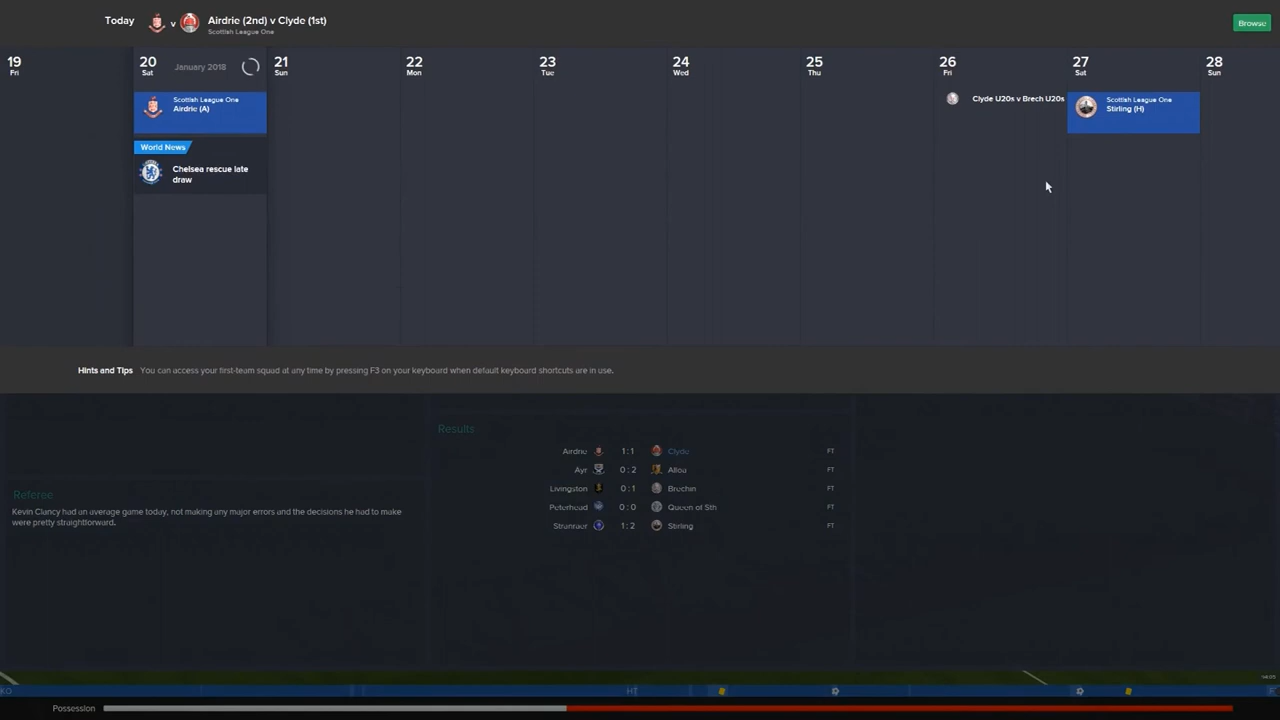 Today v Airdrie (2nd) v Clyde (1st)
Scottish League One
Browse
19 20 21 22 23 24 25 26 27 28
Fri Sat January 2018 Sun Mon Tue Wed Thu Fri Sat Sun
Scottish League One
Airdrie (A)
Clyde U20s v Brech U20s
Scottish League One
Stirling (H)
World News
Chelsea rescue late
draw
Hints and Tips You can access your first-team squad at any time by pressing F3 on your keyboard when default keyboard shortcuts are in use.
Results
Airdrie 1:1 Clyde FT
Ayr 0:2 Alloa FT
Livingston 0:1 Brechin FT
Peterhead 0:0 Queen of Sth FT
Stranraer 1:2 Stirling FT
Referee
Kevin Clancy had an average game today, not making any major errors and the decisions he had to make
were pretty straightforward.
KO HT
Possession